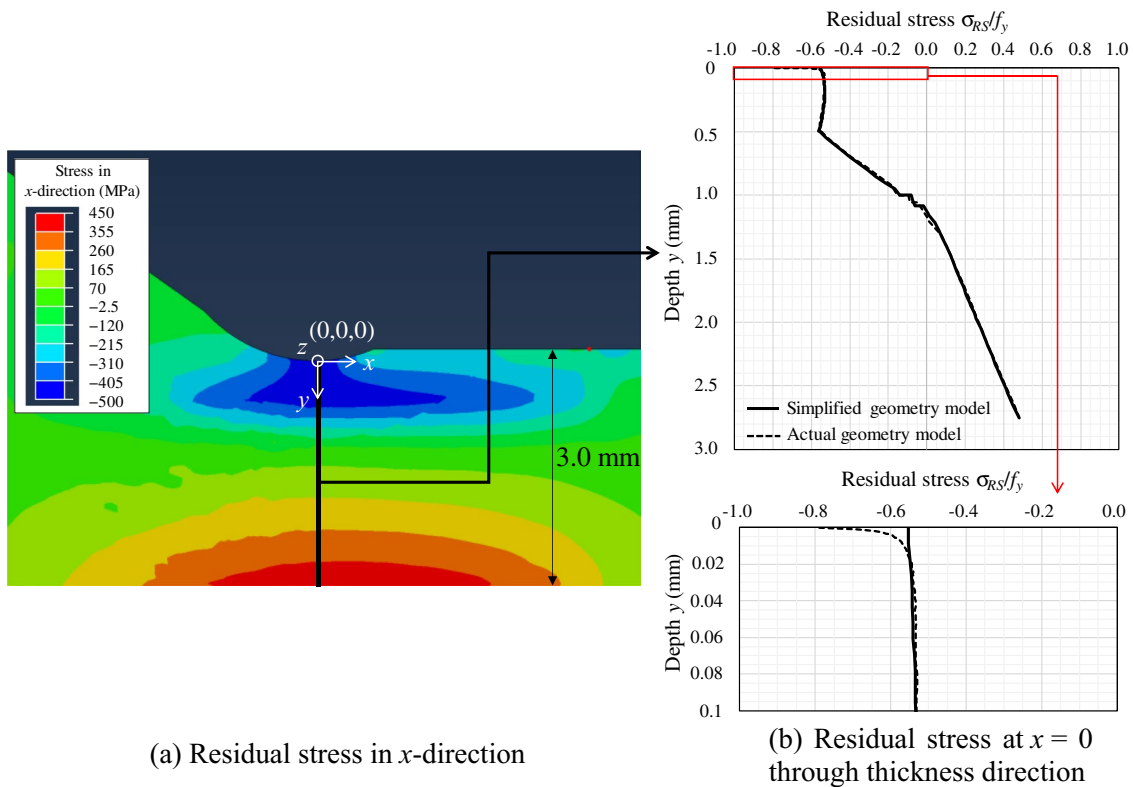 Stress in
x-direction (MPa)
450
355
260
165
70
−2.5
−120
−215
−310
−405
−500
(0,0,0)
z
x
y
3.0 mm
(a) Residual stress in x-direction
Residual stress σRS/fy
-1.0 -0.8 -0.6 -0.4 -0.2 0.0 0.2 0.4 0.6 0.8 1.0
0
0.5
1.0
1.5
2.0
2.5
3.0
Depth y (mm)
Simplified geometry model
Actual geometry model
Residual stress σRS/fy
-1.0 -0.8 -0.6 -0.4 -0.2 0.0
0
0.02
0.04
0.06
0.08
0.1
Depth y (mm)
(b) Residual stress at x = 0
through thickness direction